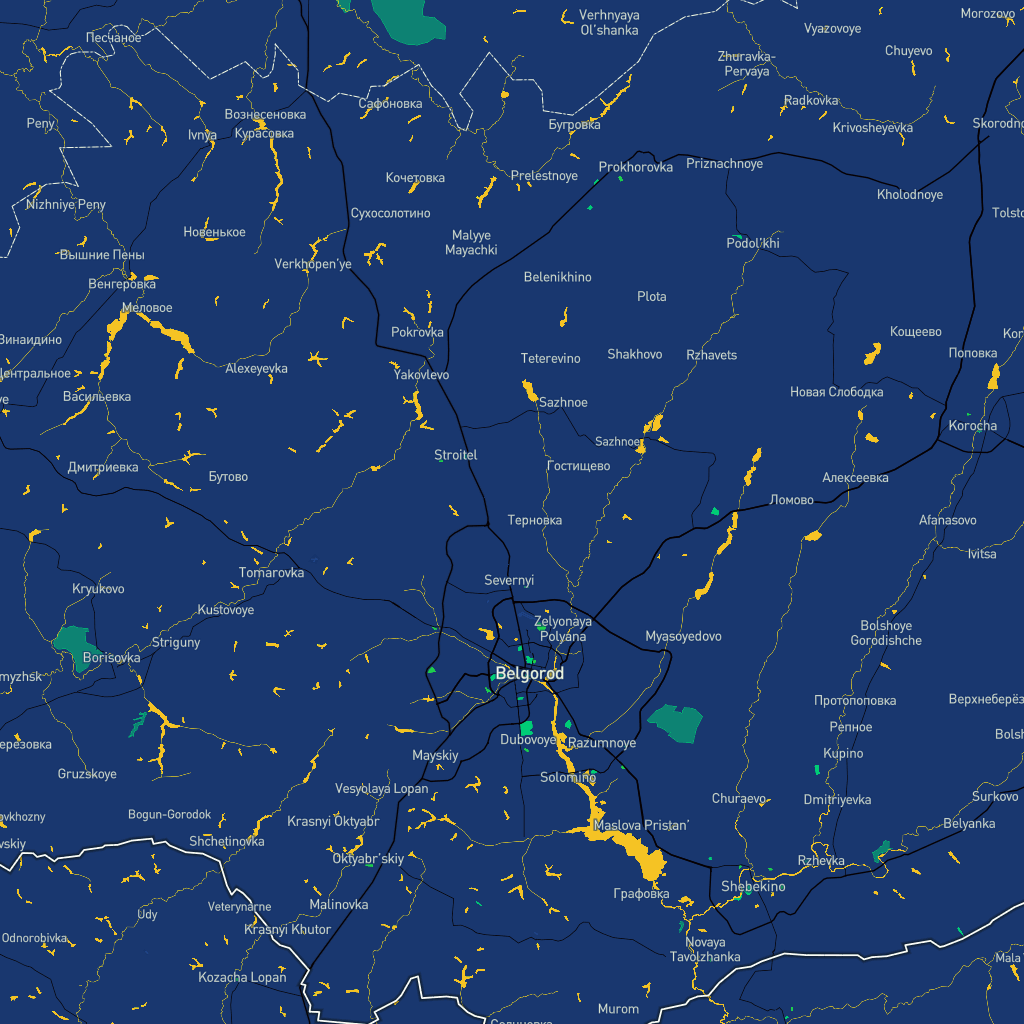 Verhnyaya
Ol'shanka
Morozovo
Vyazovoye
Песчаное
Chuyevo
Zhuravka-
Pervaya
Radkovka
Сафоновка
Вознесеновка
Peny
Ivnya
Курасовка
Бугровка
Krivosheyevka
Skorodno
Prokhorovka
Priznachnoye
Кочетовка
Prelestnoye
Kholodnoye
Nizhniye Peny
Сухосолотино
Новенькое
Malyye
Mayachki
Podol'khi
Вышние Пены
Verkhopen'ye
Belenikhino
Венгеровка
Plota
Меловое
Кощеево
Pokrovka
Винаидино
Teterevino
Shakhovo
Rzhavets
Поповка
Alexeyevka
Yakovlevo
Центральное
Васильевка
Sazhnoe
Новая Слободка
Korocha
Sazhnoe
Stroitel
Гостищево
Дмитриевка
Бутово
Алексеевка
Ломово
Терновка
Afanasovo
Ivitsa
Tomarovka
Severnyi
Kryukovo
Kustovoye
Zelyonaya
Polyana
Myasoyedovo
Bolshoye
Gorodishche
Striguny
Borisovka
Belgorod
Протопоповка
Репное
Dubovoye
Razumnoye
Mayskiy
Kupino
Gruzskoye
Solomino
Vesyolaya Lopan
Churaevo
Dmitriyevka
Surkovo
Bogun-Gorodok
Krasnyi Oktyabr
Maslova Pristan'
Belyanka
Shchetinovka
Oktyabr'skiy
Rzhevka
Графовка
Shebekino
Veterynarne
Malinovka
Udy
Krasnyi Khutor
Odnorobivka
Novaya
Tavolzhanka
Mala
Kozacha Lopan
Murom